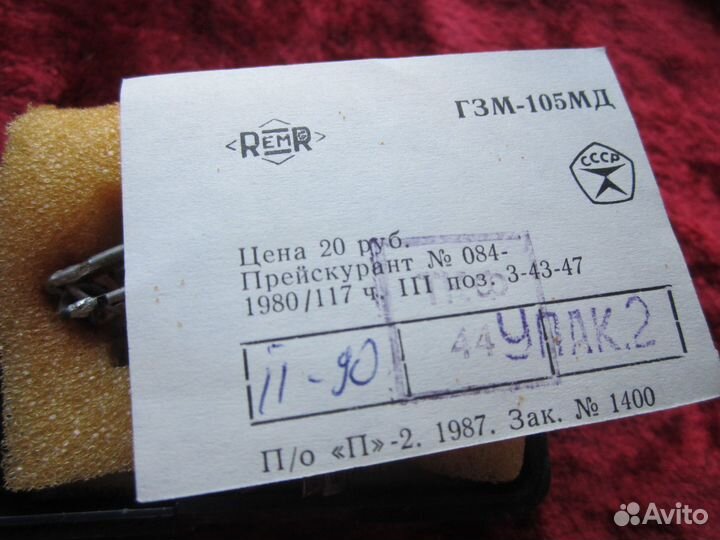 ГЗМ-105МД
REMR
СССР
Цена 20 руб.
Прейскурант № 084-
1980/117 ч. III поз. 3-43-47
II-90
44 УПАК.2
П/о «П»-2. 1987. Зак. № 1400
Avito